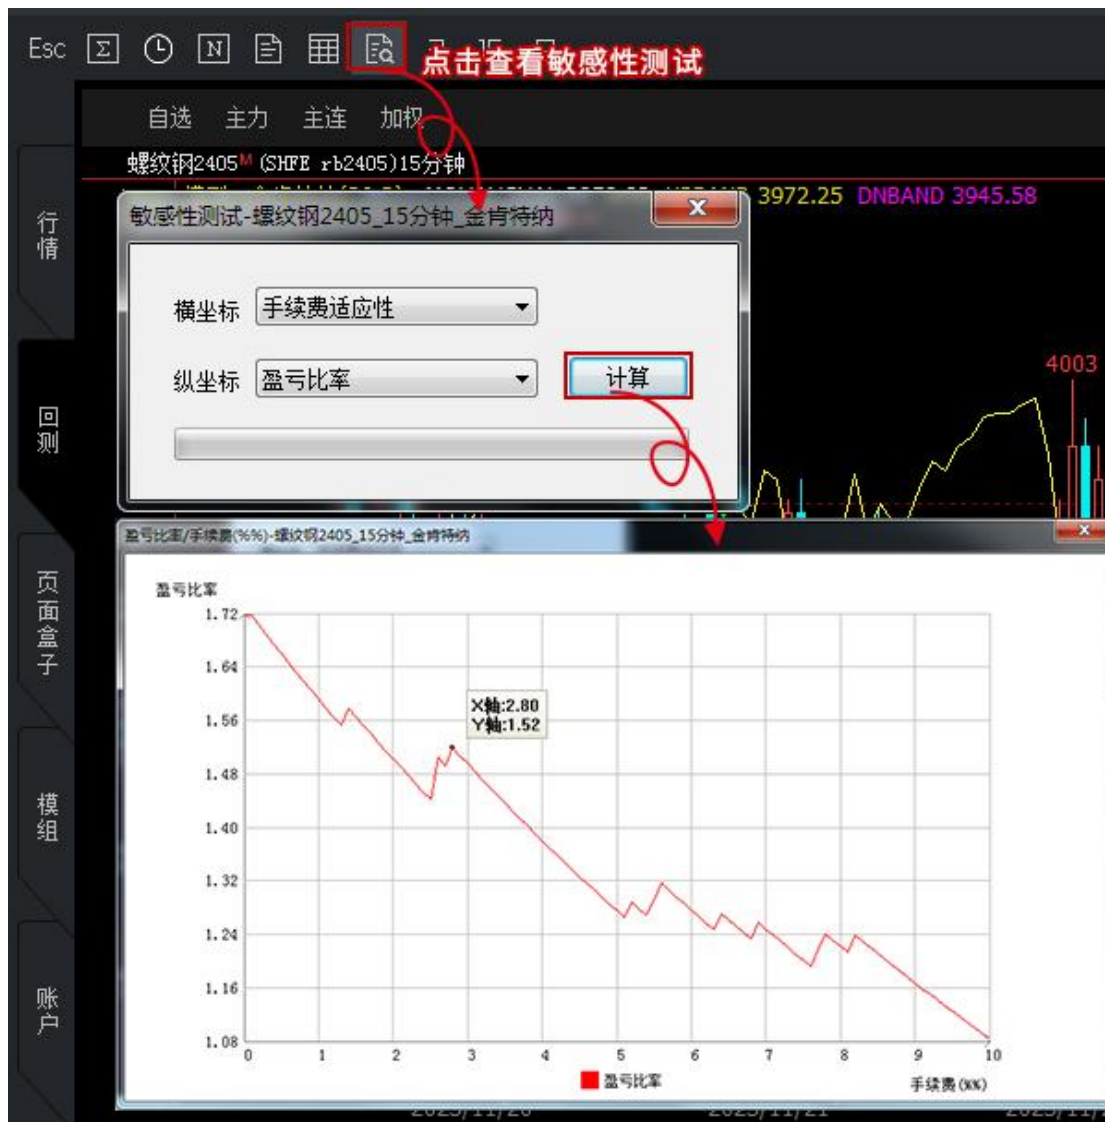 Esc Σ N
点击查看敏感性测试
自选 主力 主连 加权
螺纹钢2405M (SHFE rb2405)15分钟
3972.25 DNBAND 3945.58
敏感性测试-螺纹钢2405_15分钟_金肯特纳
横坐标 手续费适应性
纵坐标 盈亏比率 计算
4003
行情
回测
页面盒子
模组
账户
盈亏比率/手续费(%%)-螺纹钢2405_15分钟_金肯特纳
盈亏比率
1.72
1.64
1.56
X轴:2.80
Y轴:1.52
1.48
1.40
1.32
1.24
1.16
1.08
0 1 2 3 4 5 6 7 8 9 10
盈亏比率
手续费(%%)